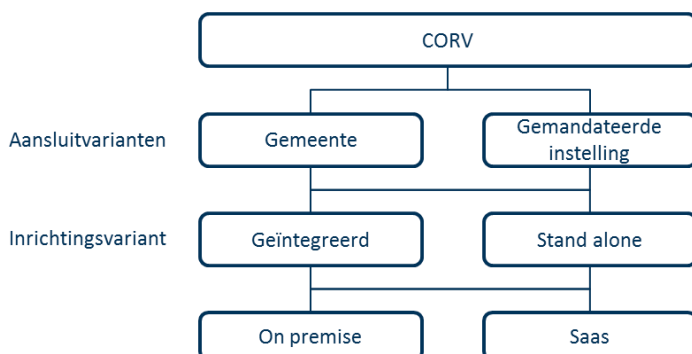 CORV
Aansluitvarianten
Gemeente
Gemandateerde
instelling
Inrichtingsvariant
Geïntegreerd
Stand alone
On premise
Saas